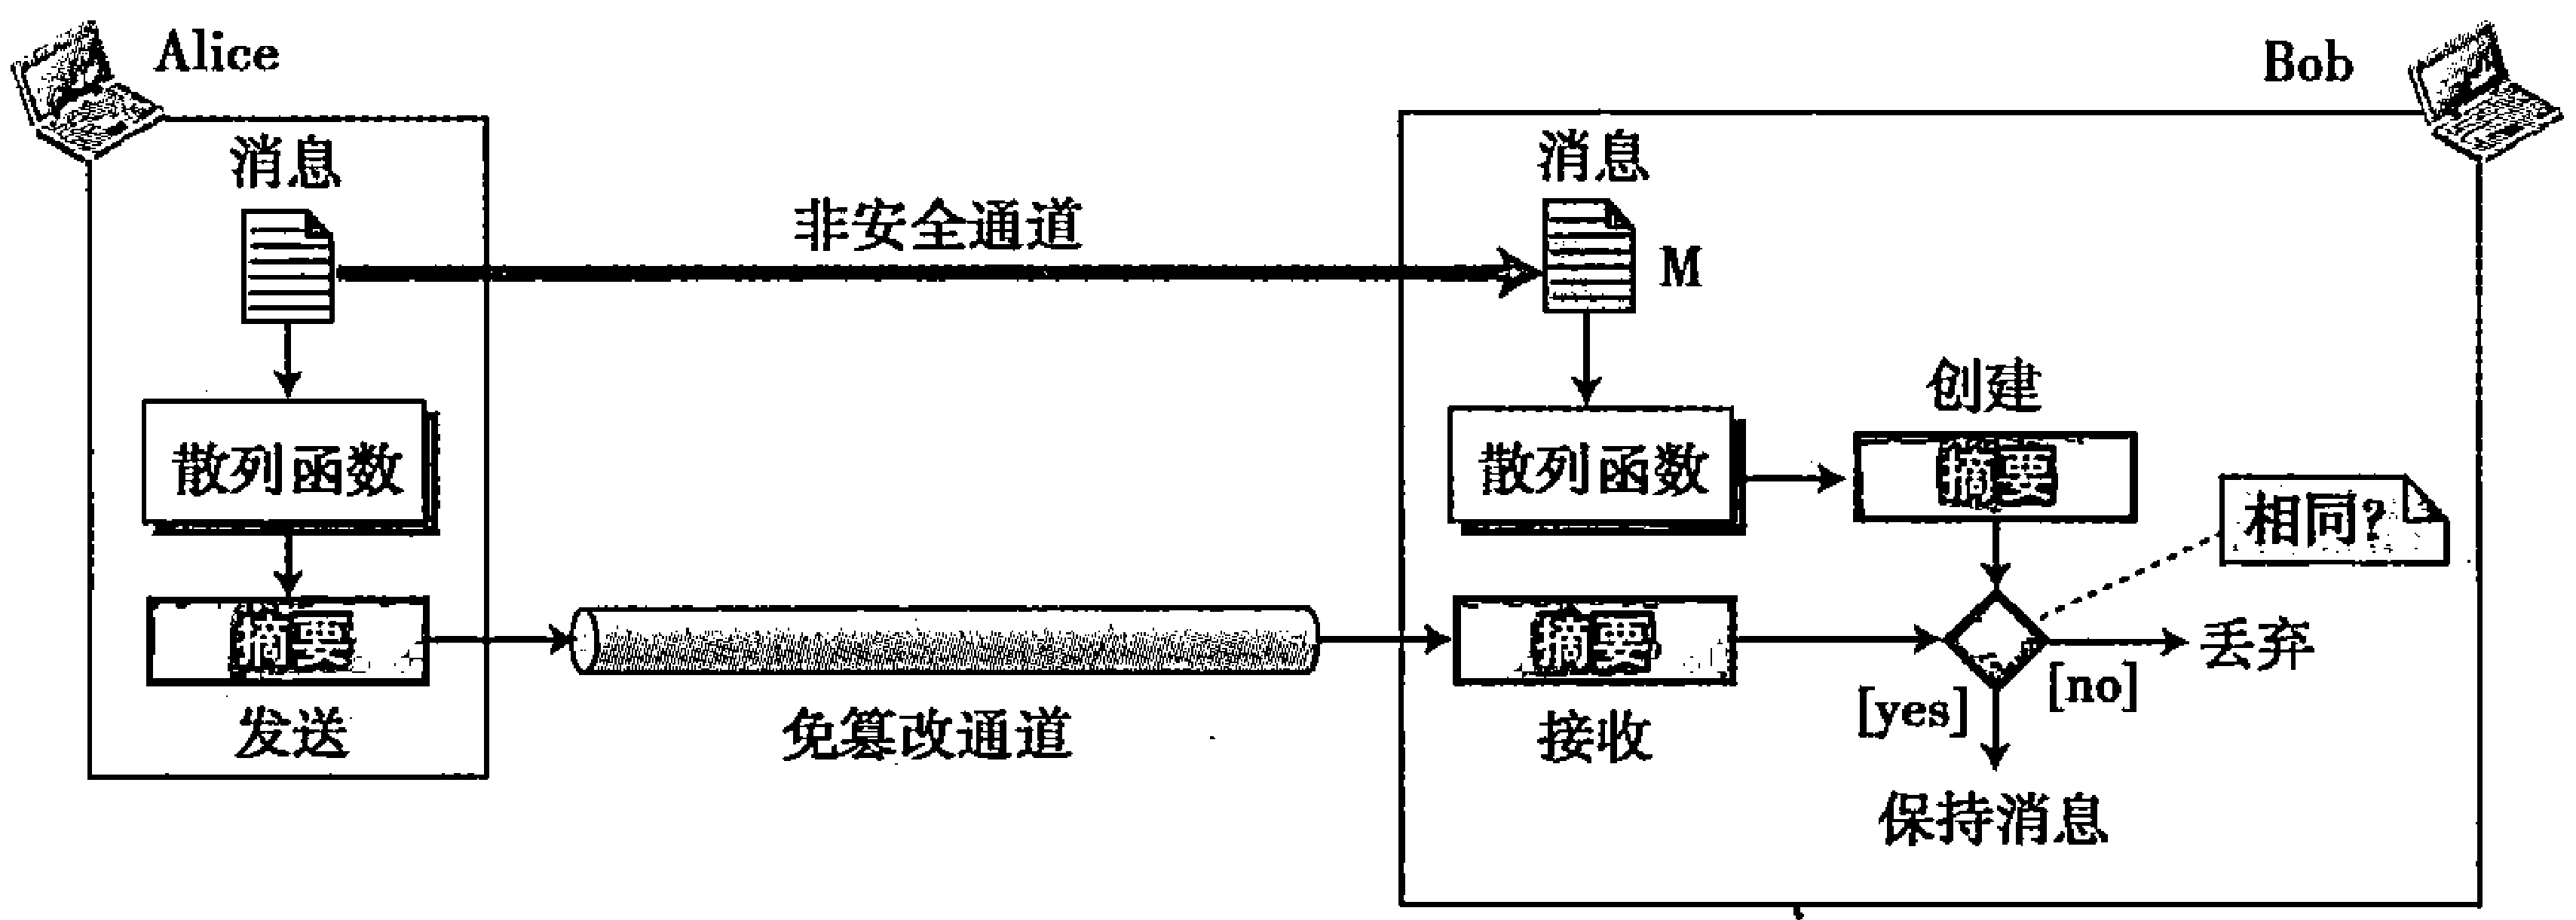 Alice
Bob
消息
消息
非安全通道
M
创建
散列函数
散列函数
摘要
相同?
摘要
摘要
丢弃
[yes]
[no]
发送
免篡改通道
接收
保持消息